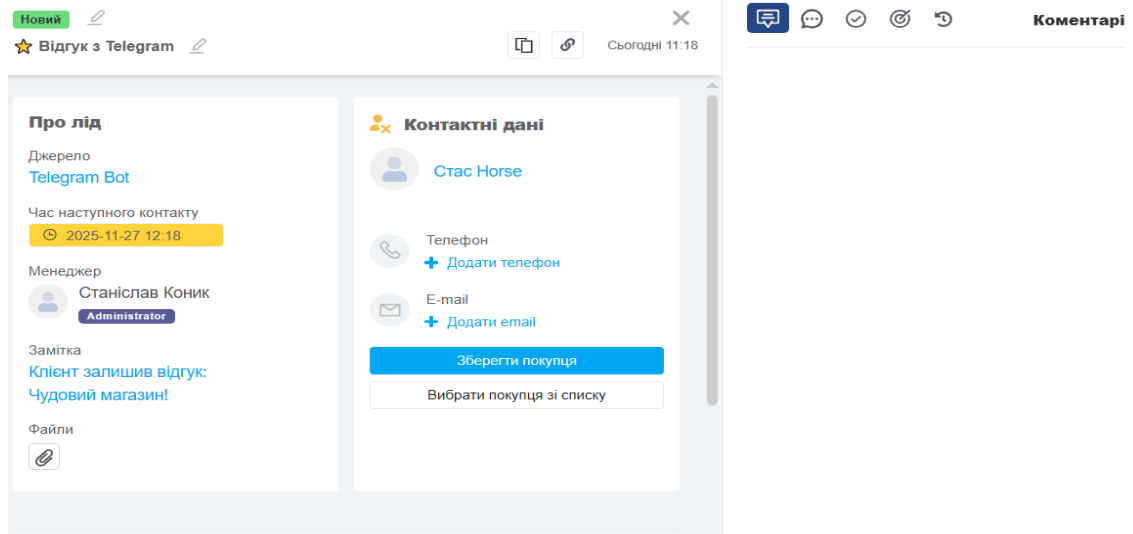 Новий
Відгук з Telegram
Сьогодні 11:18
Коментарі
Про лід
Джерело
Telegram Bot
Час наступного контакту
2025-11-27 12:18
Менеджер
Станіслав Коник
Administrator
Замітка
Клієнт залишив відгук:
Чудовий магазин!
Файли
Контактні дані
Стас Horse
Телефон
Додати телефон
E-mail
Додати email
Зберегти покупця
Вибрати покупця зі списку